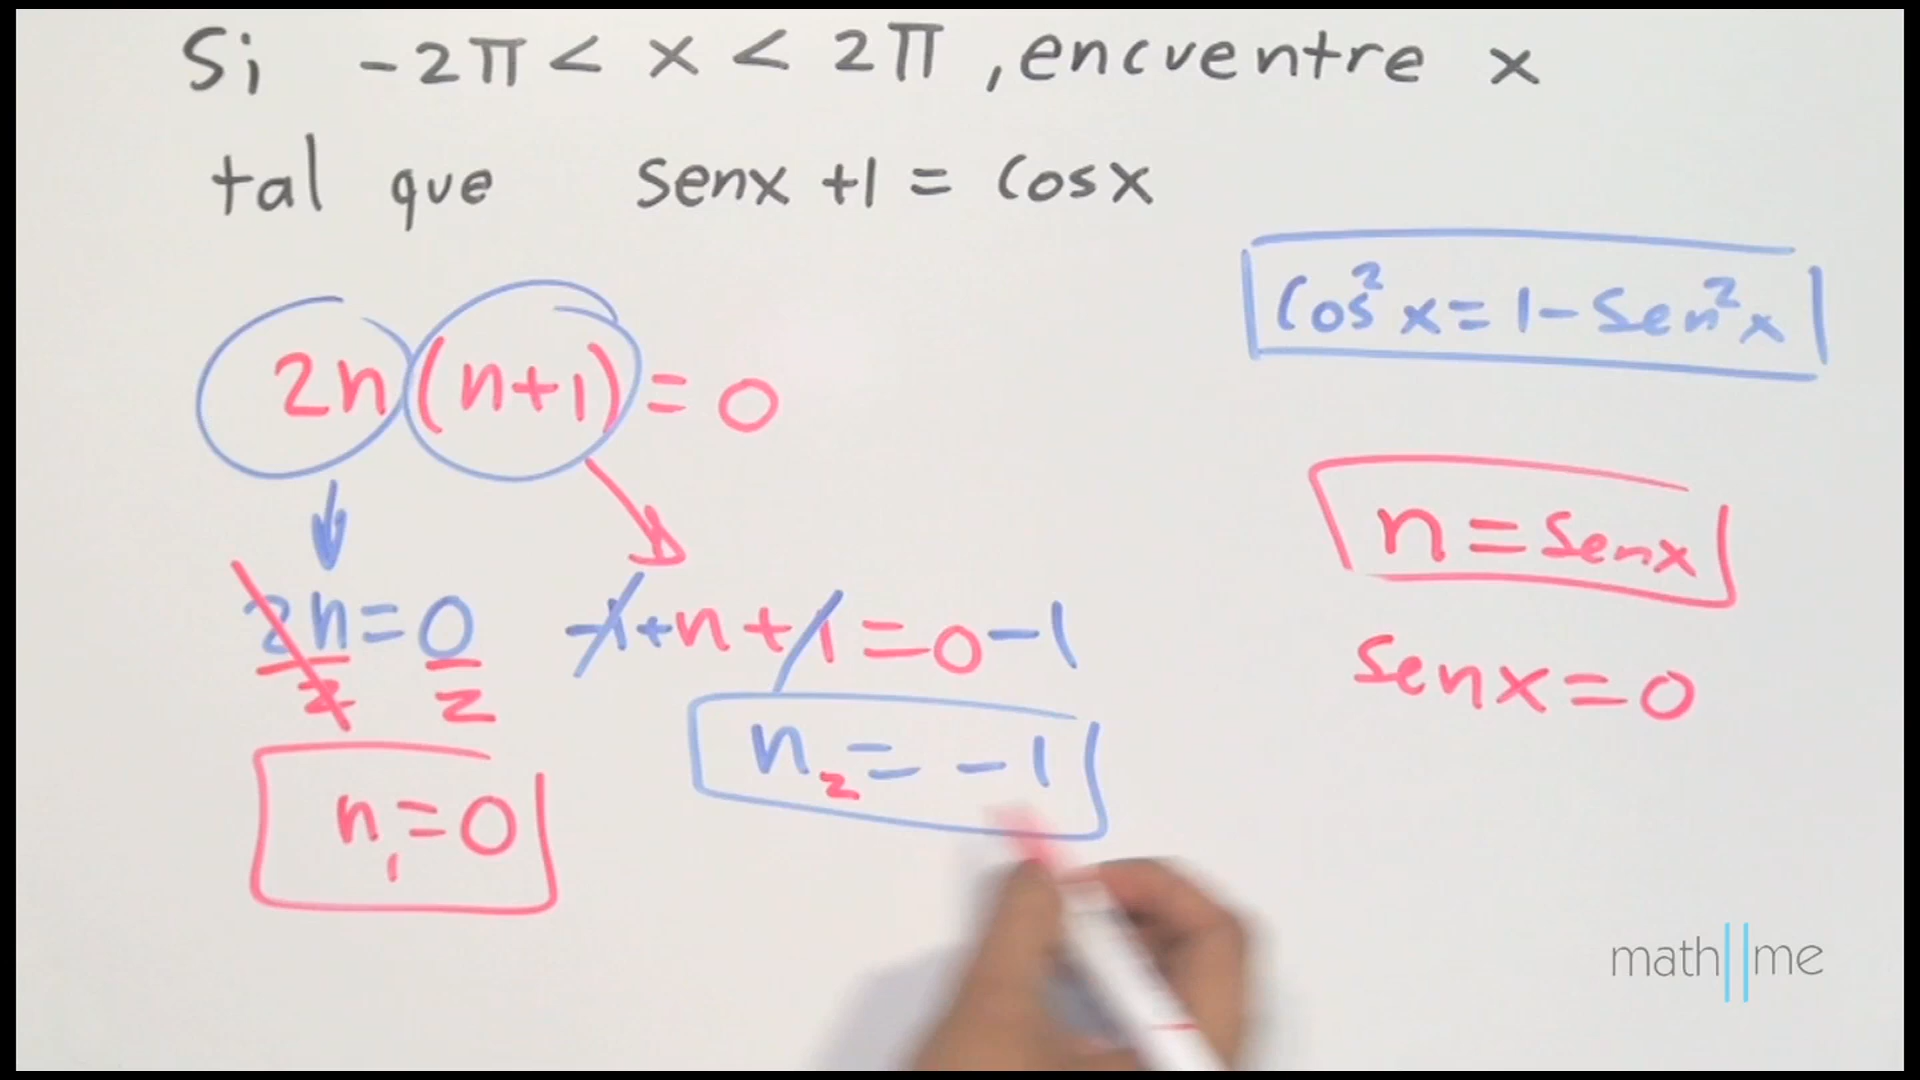 Si -2π < x < 2π, encuentre x
tal que senx +1 = Cosx
Cos²x = 1 - Sen²x
2n(n+1) = 0
n = Senx
2n = 0
2 2
-1 + n + 1 = 0 - 1
Senx = 0
n₂ = -1
n₁ = 0
math||me